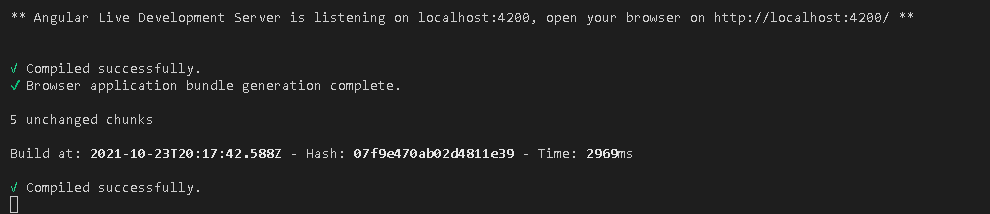 ** Angular Live Development Server is listening on localhost:4200, open your browser on http://localhost:4200/ **
√ Compiled successfully.
✔ Browser application bundle generation complete.
5 unchanged chunks
Build at: 2021-10-23T20:17:42.588Z - Hash: 07f9e470ab02d4811e39 - Time: 2969ms
√ Compiled successfully.